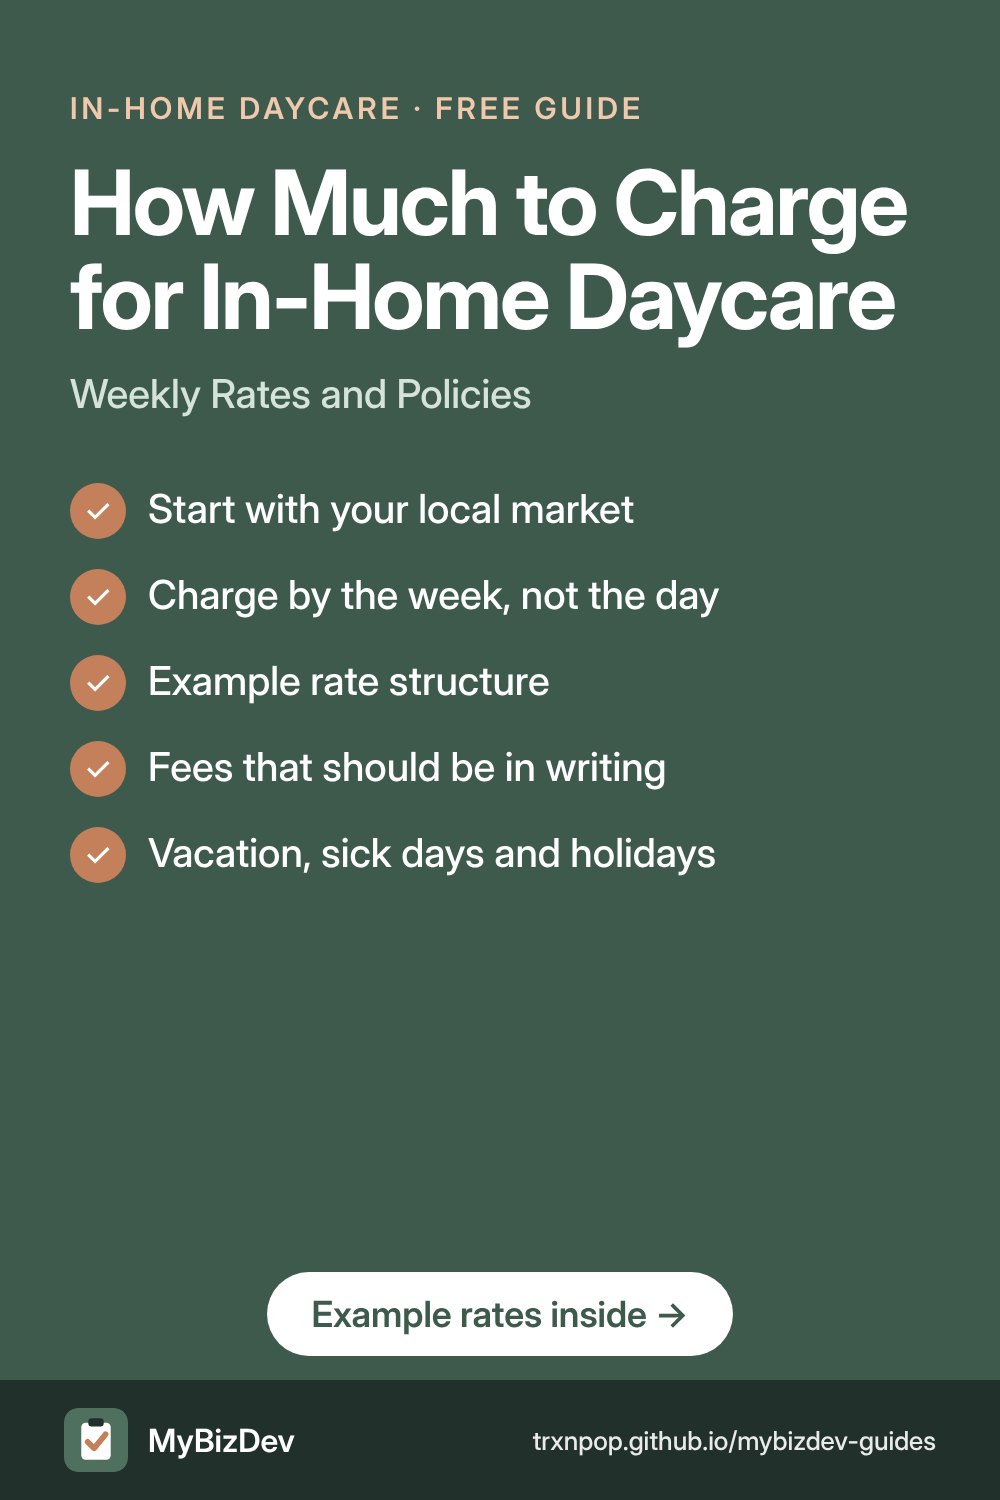 IN-HOME DAYCARE · FREE GUIDE
How Much to Charge
for In-Home Daycare
Weekly Rates and Policies
Start with your local market
Charge by the week, not the day
Example rate structure
Fees that should be in writing
Vacation, sick days and holidays
Example rates inside →
MyBizDev
trxnpop.github.io/mybizdev-guides